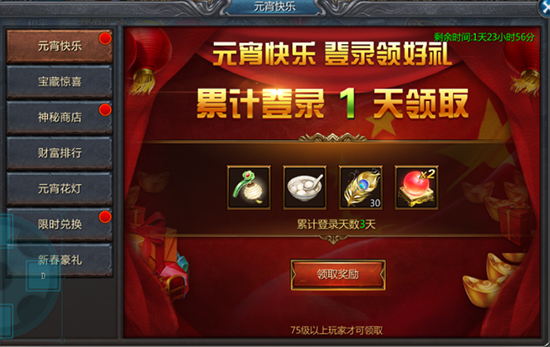 元宵快乐
剩余时间:1天23小时56分
元宵快乐
宝藏惊喜
神秘商店
财富排行
元宵花灯
限时兑换
新春豪礼
D
元宵快乐 登录领好礼
累计登录 1 天领取
30
x2
累计登录天数3天
领取奖励
75级以上玩家才可领取